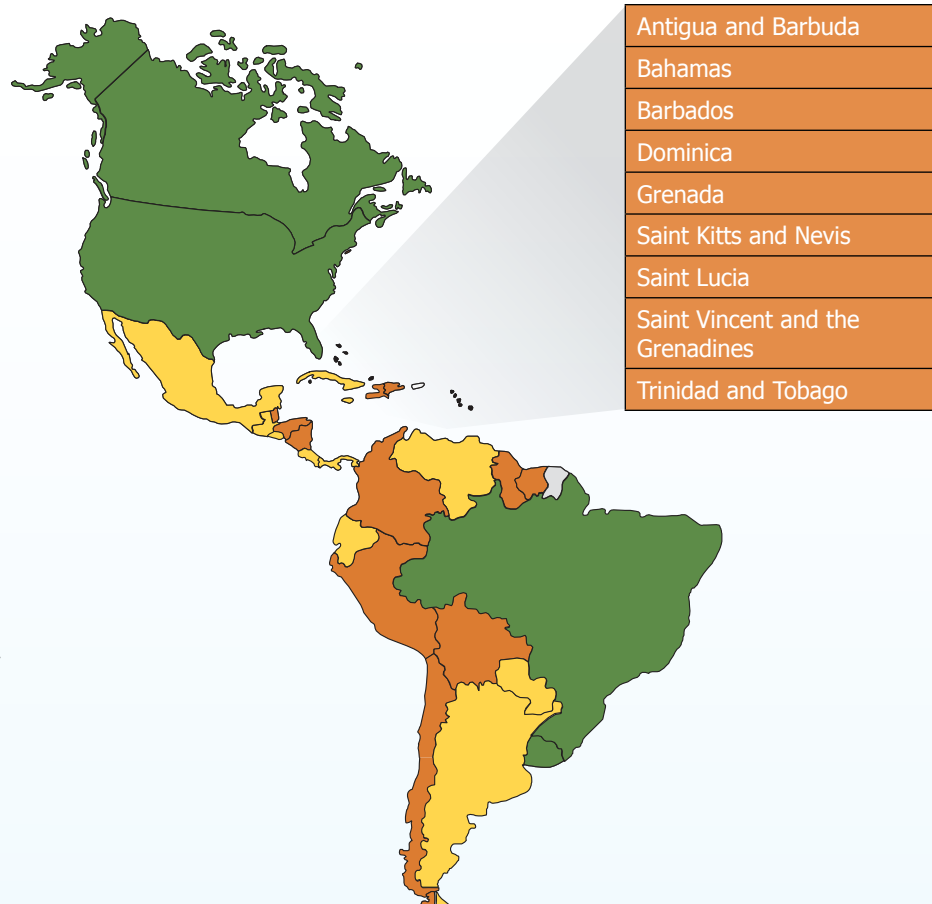 Antigua and Barbuda
Bahamas
Barbados
Dominica
Grenada
Saint Kitts and Nevis
Saint Lucia
Saint Vincent and the
Grenadines
Trinidad and Tobago